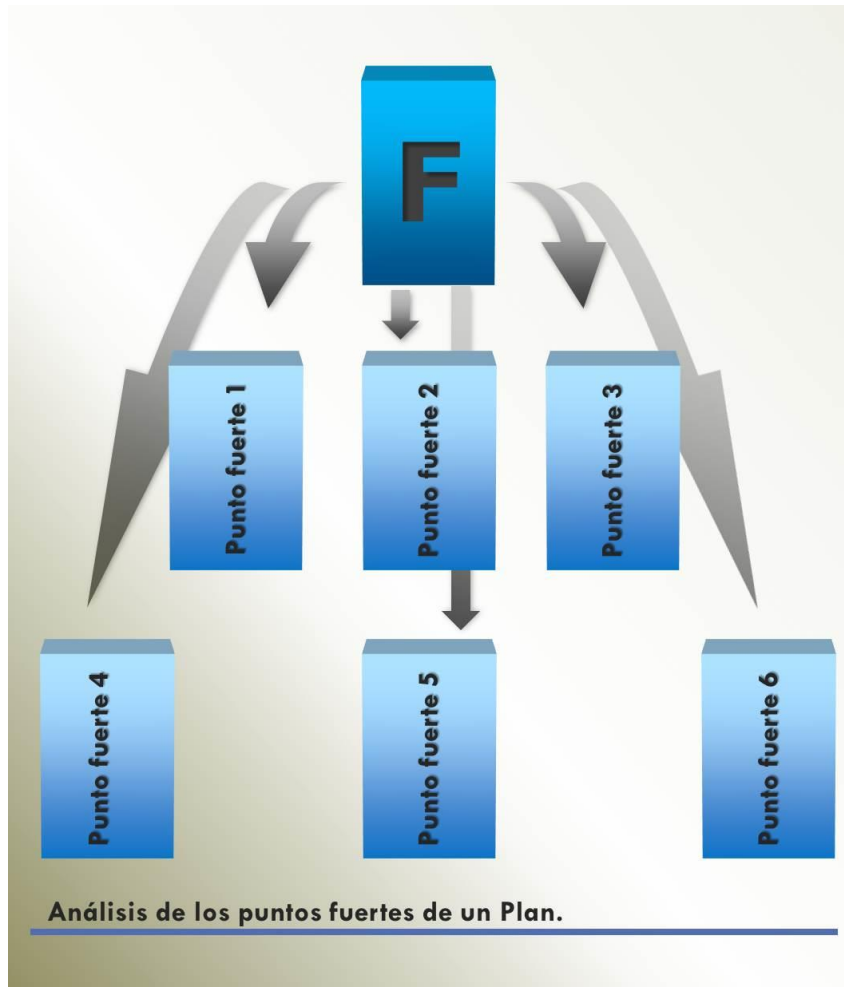 F
Punto fuerte 1
Punto fuerte 2
Punto fuerte 3
Punto fuerte 4
Punto fuerte 5
Punto fuerte 6
Análisis de los puntos fuertes de un Plan.